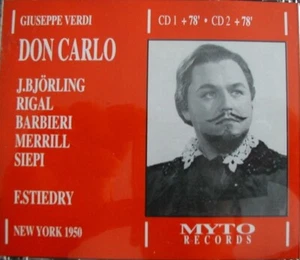 GIUSEPPE VERDI
CD 1 + 78' • CD 2 + 78'
DON CARLO
J.BJÖRLING
RIGAL
BARBIERI
MERRILL
SIEPI
F.STIEDRY
NEW YORK 1950
MYTO
RECORDS